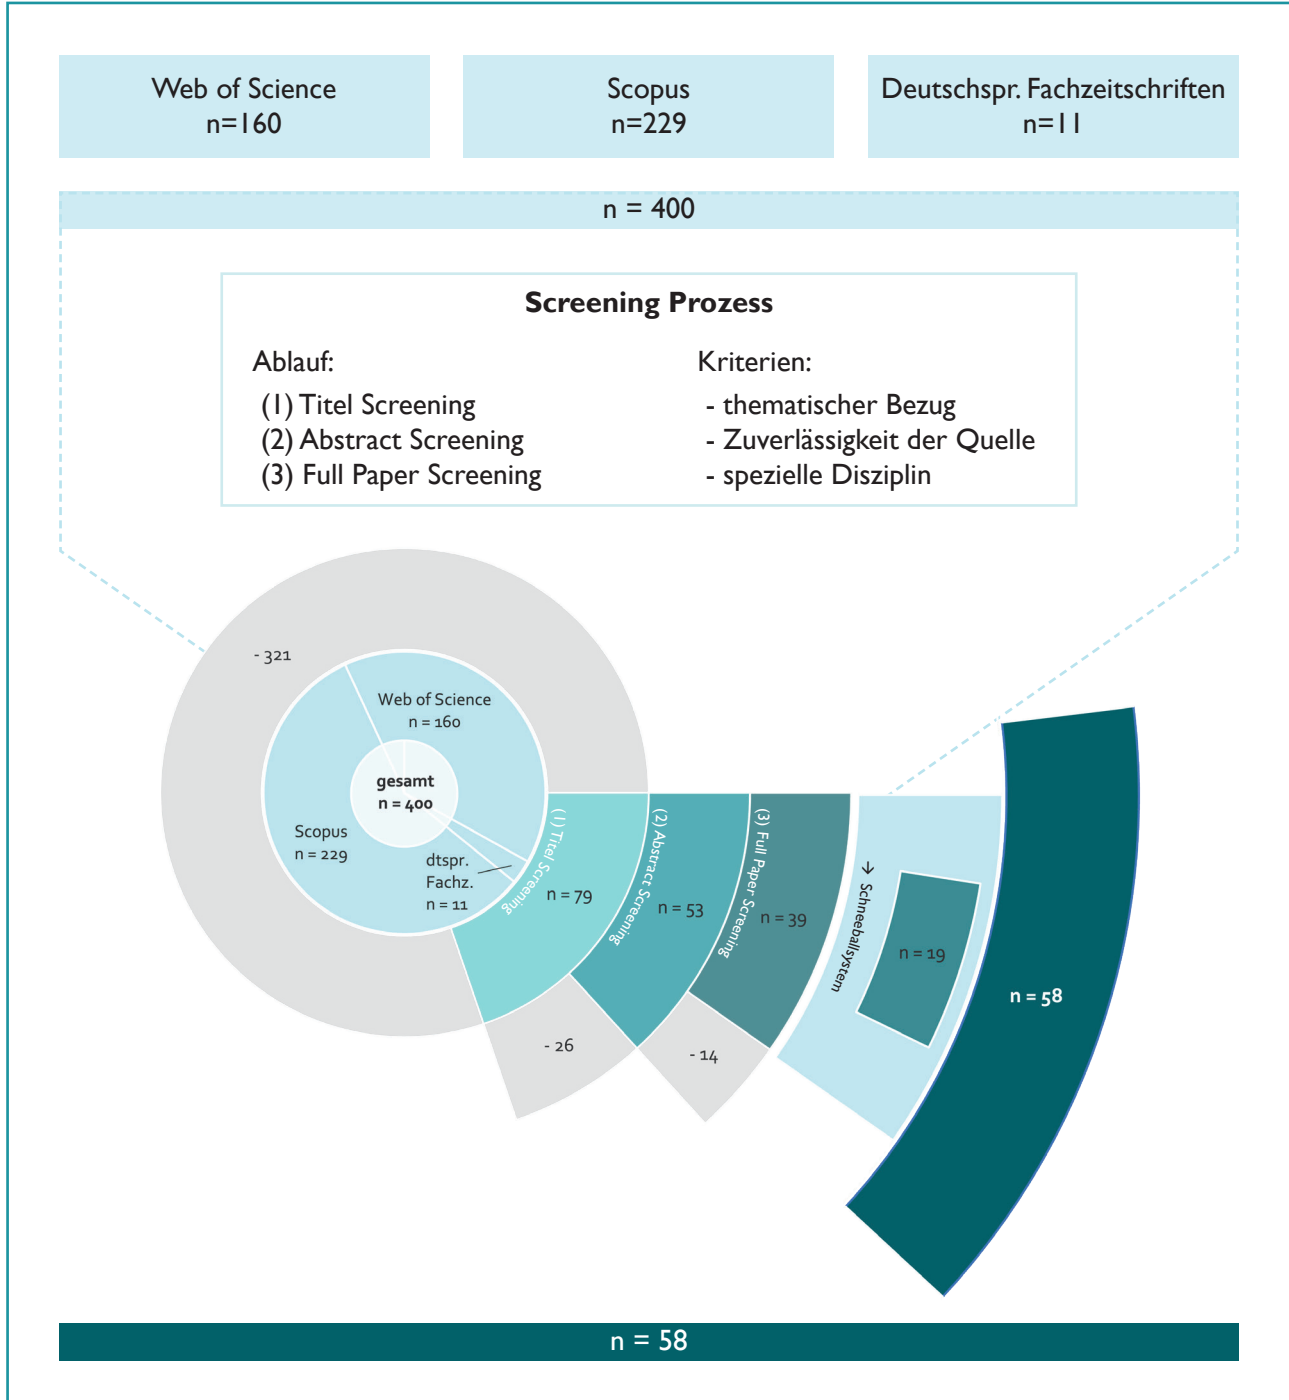 Web of Science
n=160
Scopus
n=229
Deutschspr. Fachzeitschriften
n=11
n = 400
Screening Prozess
Ablauf:
(1) Titel Screening
(2) Abstract Screening
(3) Full Paper Screening
Kriterien:
- thematischer Bezug
- Zuverlässigkeit der Quelle
- spezielle Disziplin
- 321
Web of Science
n = 160
gesamt
n = 400
Scopus
n = 229
dtspr.
Fachz.
n = 11
(1) Titel Screening
n = 79
(2) Abstract Screening
n = 53
(3) Full Paper Screening
n = 39
→ Schneeballsystem
n = 19
n = 58
- 26
- 14
n = 58